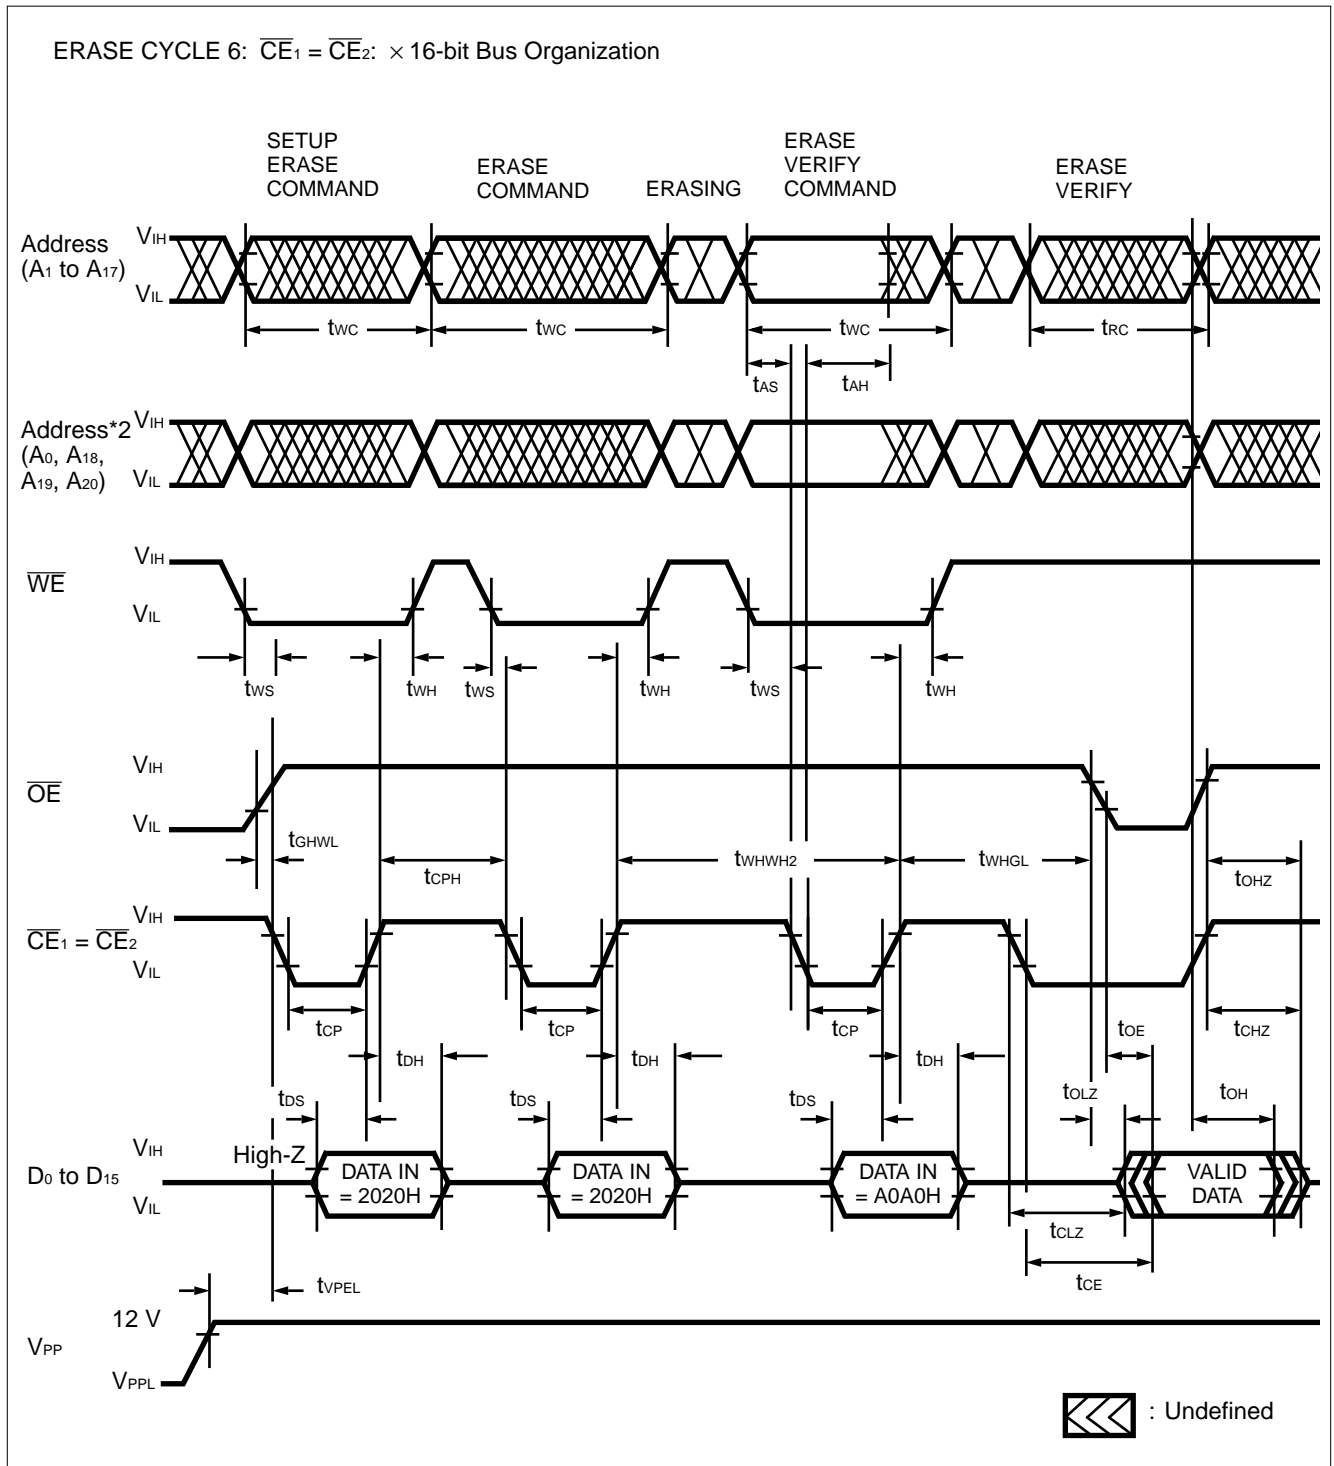 ERASE CYCLE 6: CE1 = CE2: × 16-bit Bus Organization
SETUP
ERASE
COMMAND
ERASE
COMMAND
ERASING
ERASE
VERIFY
COMMAND
ERASE
VERIFY
Address
(A1 to A17)
VIH
VIL
tWC
tWC
tWC
tRC
tAS
tAH
Address*2
(A0, A18,
A19, A20)
VIH
VIL
WE
VIH
VIL
tWS
tWH
tWS
tWH
tWS
tWH
OE
VIH
VIL
tGHWL
tCPH
tWHWH2
tWHGL
tOHZ
CE1 = CE2
VIH
VIL
tCP
tCP
tCP
tOE
tCHZ
tDH
tDH
tDH
tDS
tDS
tDS
tOLZ
tOH
D0 to D15
VIH
VIL
High-Z
DATA IN
= 2020H
DATA IN
= 2020H
DATA IN
= A0A0H
VALID
DATA
tCLZ
tCE
tVPEL
VPP
12 V
VPPL
: Undefined